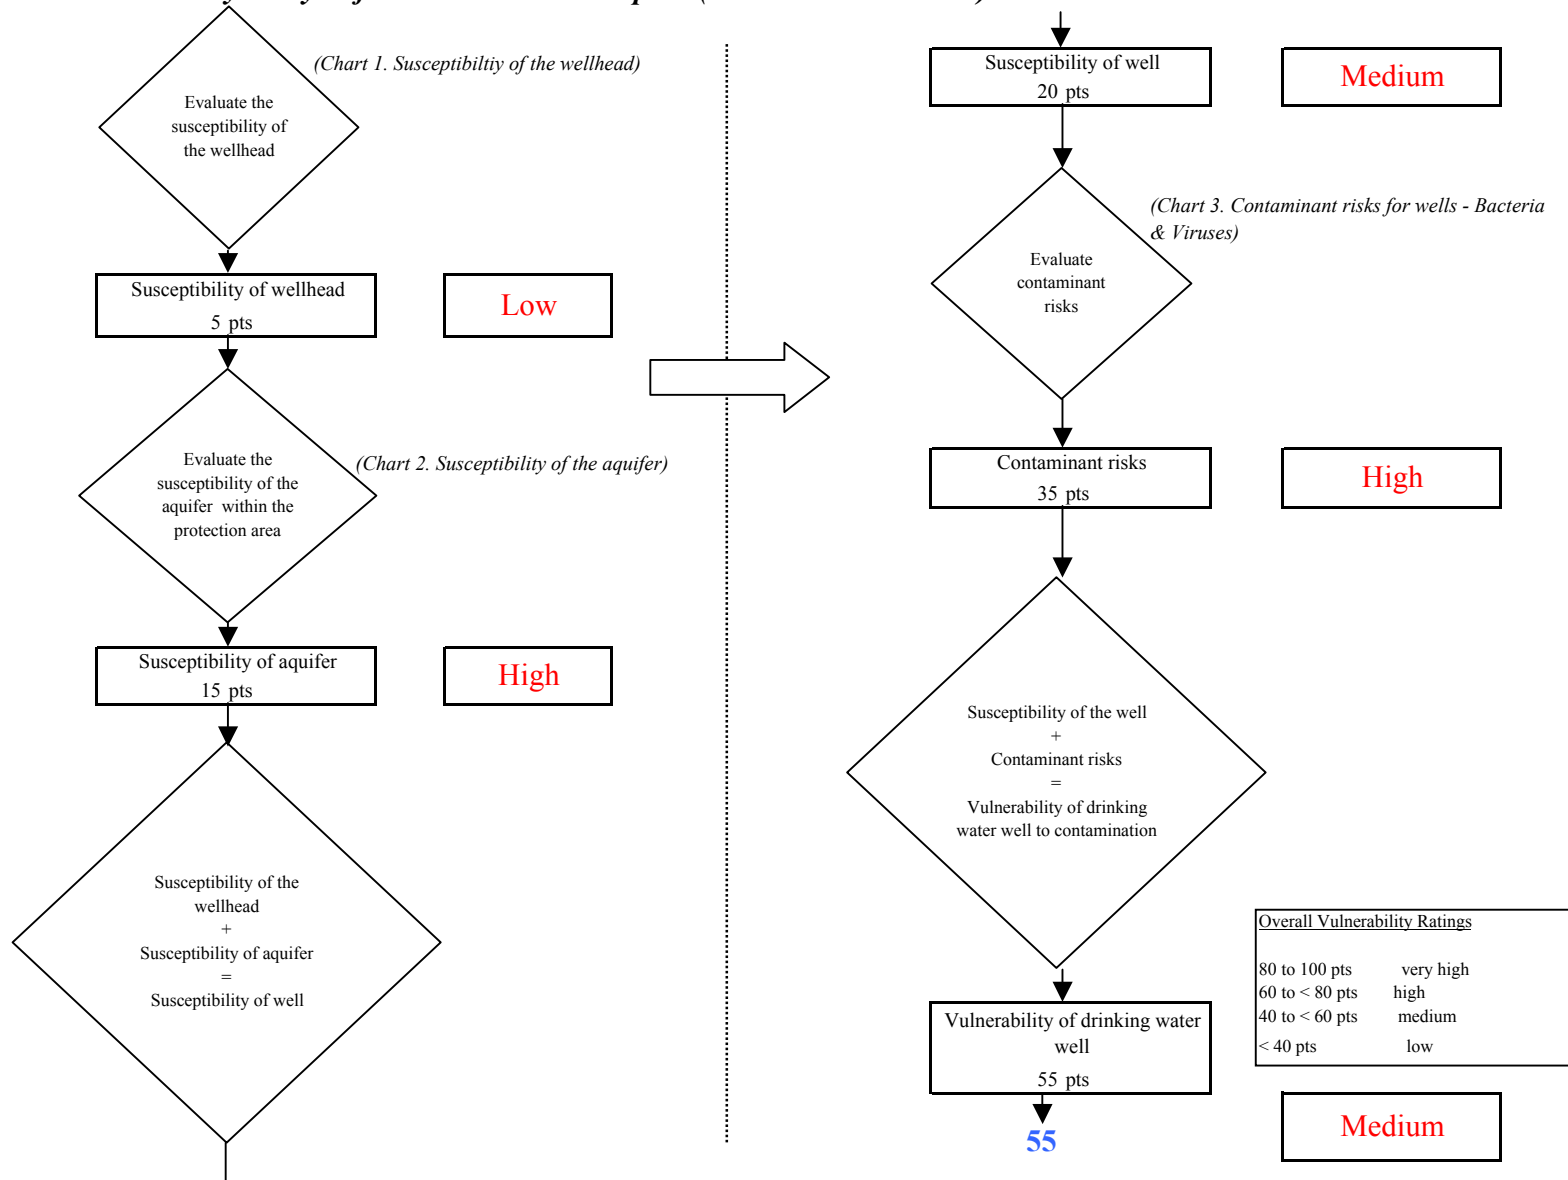 (Chart 1. Susceptibiltiy of the wellhead)
Evaluate the
susceptibility of
the wellhead
Susceptibility of wellhead
5 pts
Low
Evaluate the
susceptibility of the
aquifer within the
protection area
(Chart 2. Susceptibility of the aquifer)
Susceptibility of aquifer
15 pts
High
Susceptibility of the
wellhead
+
Susceptibility of aquifer
=
Susceptibility of well
Susceptibility of well
20 pts
Medium
(Chart 3. Contaminant risks for wells - Bacteria
& Viruses)
Evaluate
contaminant
risks
Contaminant risks
35 pts
High
Susceptibility of the well
+
Contaminant risks
=
Vulnerability of drinking
water well to contamination
Vulnerability of drinking water
well
55 pts
55
Overall Vulnerability Ratings
80 to 100 pts very high
60 to < 80 pts high
40 to < 60 pts medium
< 40 pts low
Medium